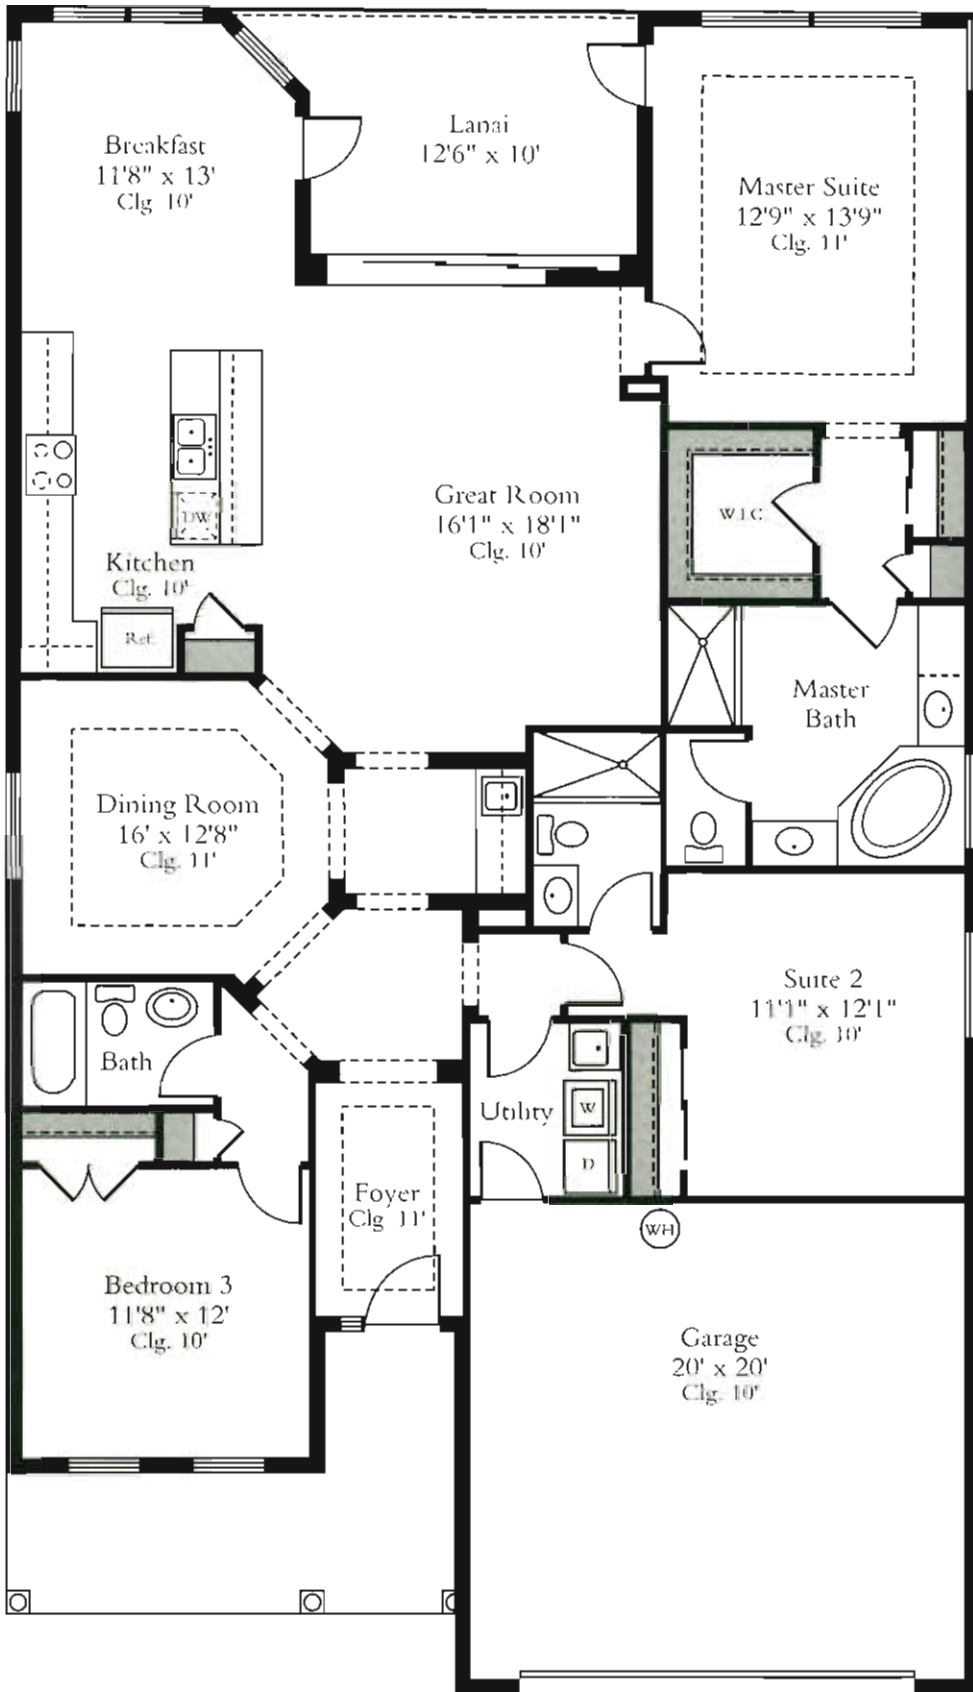 Breakfast
11'8" x 13'
Clg. 10'
Lanai
12'6" x 10'
Master Suite
12'9" x 13'9"
Clg. 11'
Great Room
16'1" x 18'1"
Clg. 10'
W.I.C
DW
Kitchen
Clg. 10'
Ref.
Master
Bath
Dining Room
16' x 12'8"
Clg. 11'
Suite 2
11'1" x 12'1"
Clg. 10'
Bath
Utility
W
D
Foyer
Clg 11'
WH
Bedroom 3
11'8" x 12'
Clg. 10'
Garage
20' x 20'
Clg. 10'